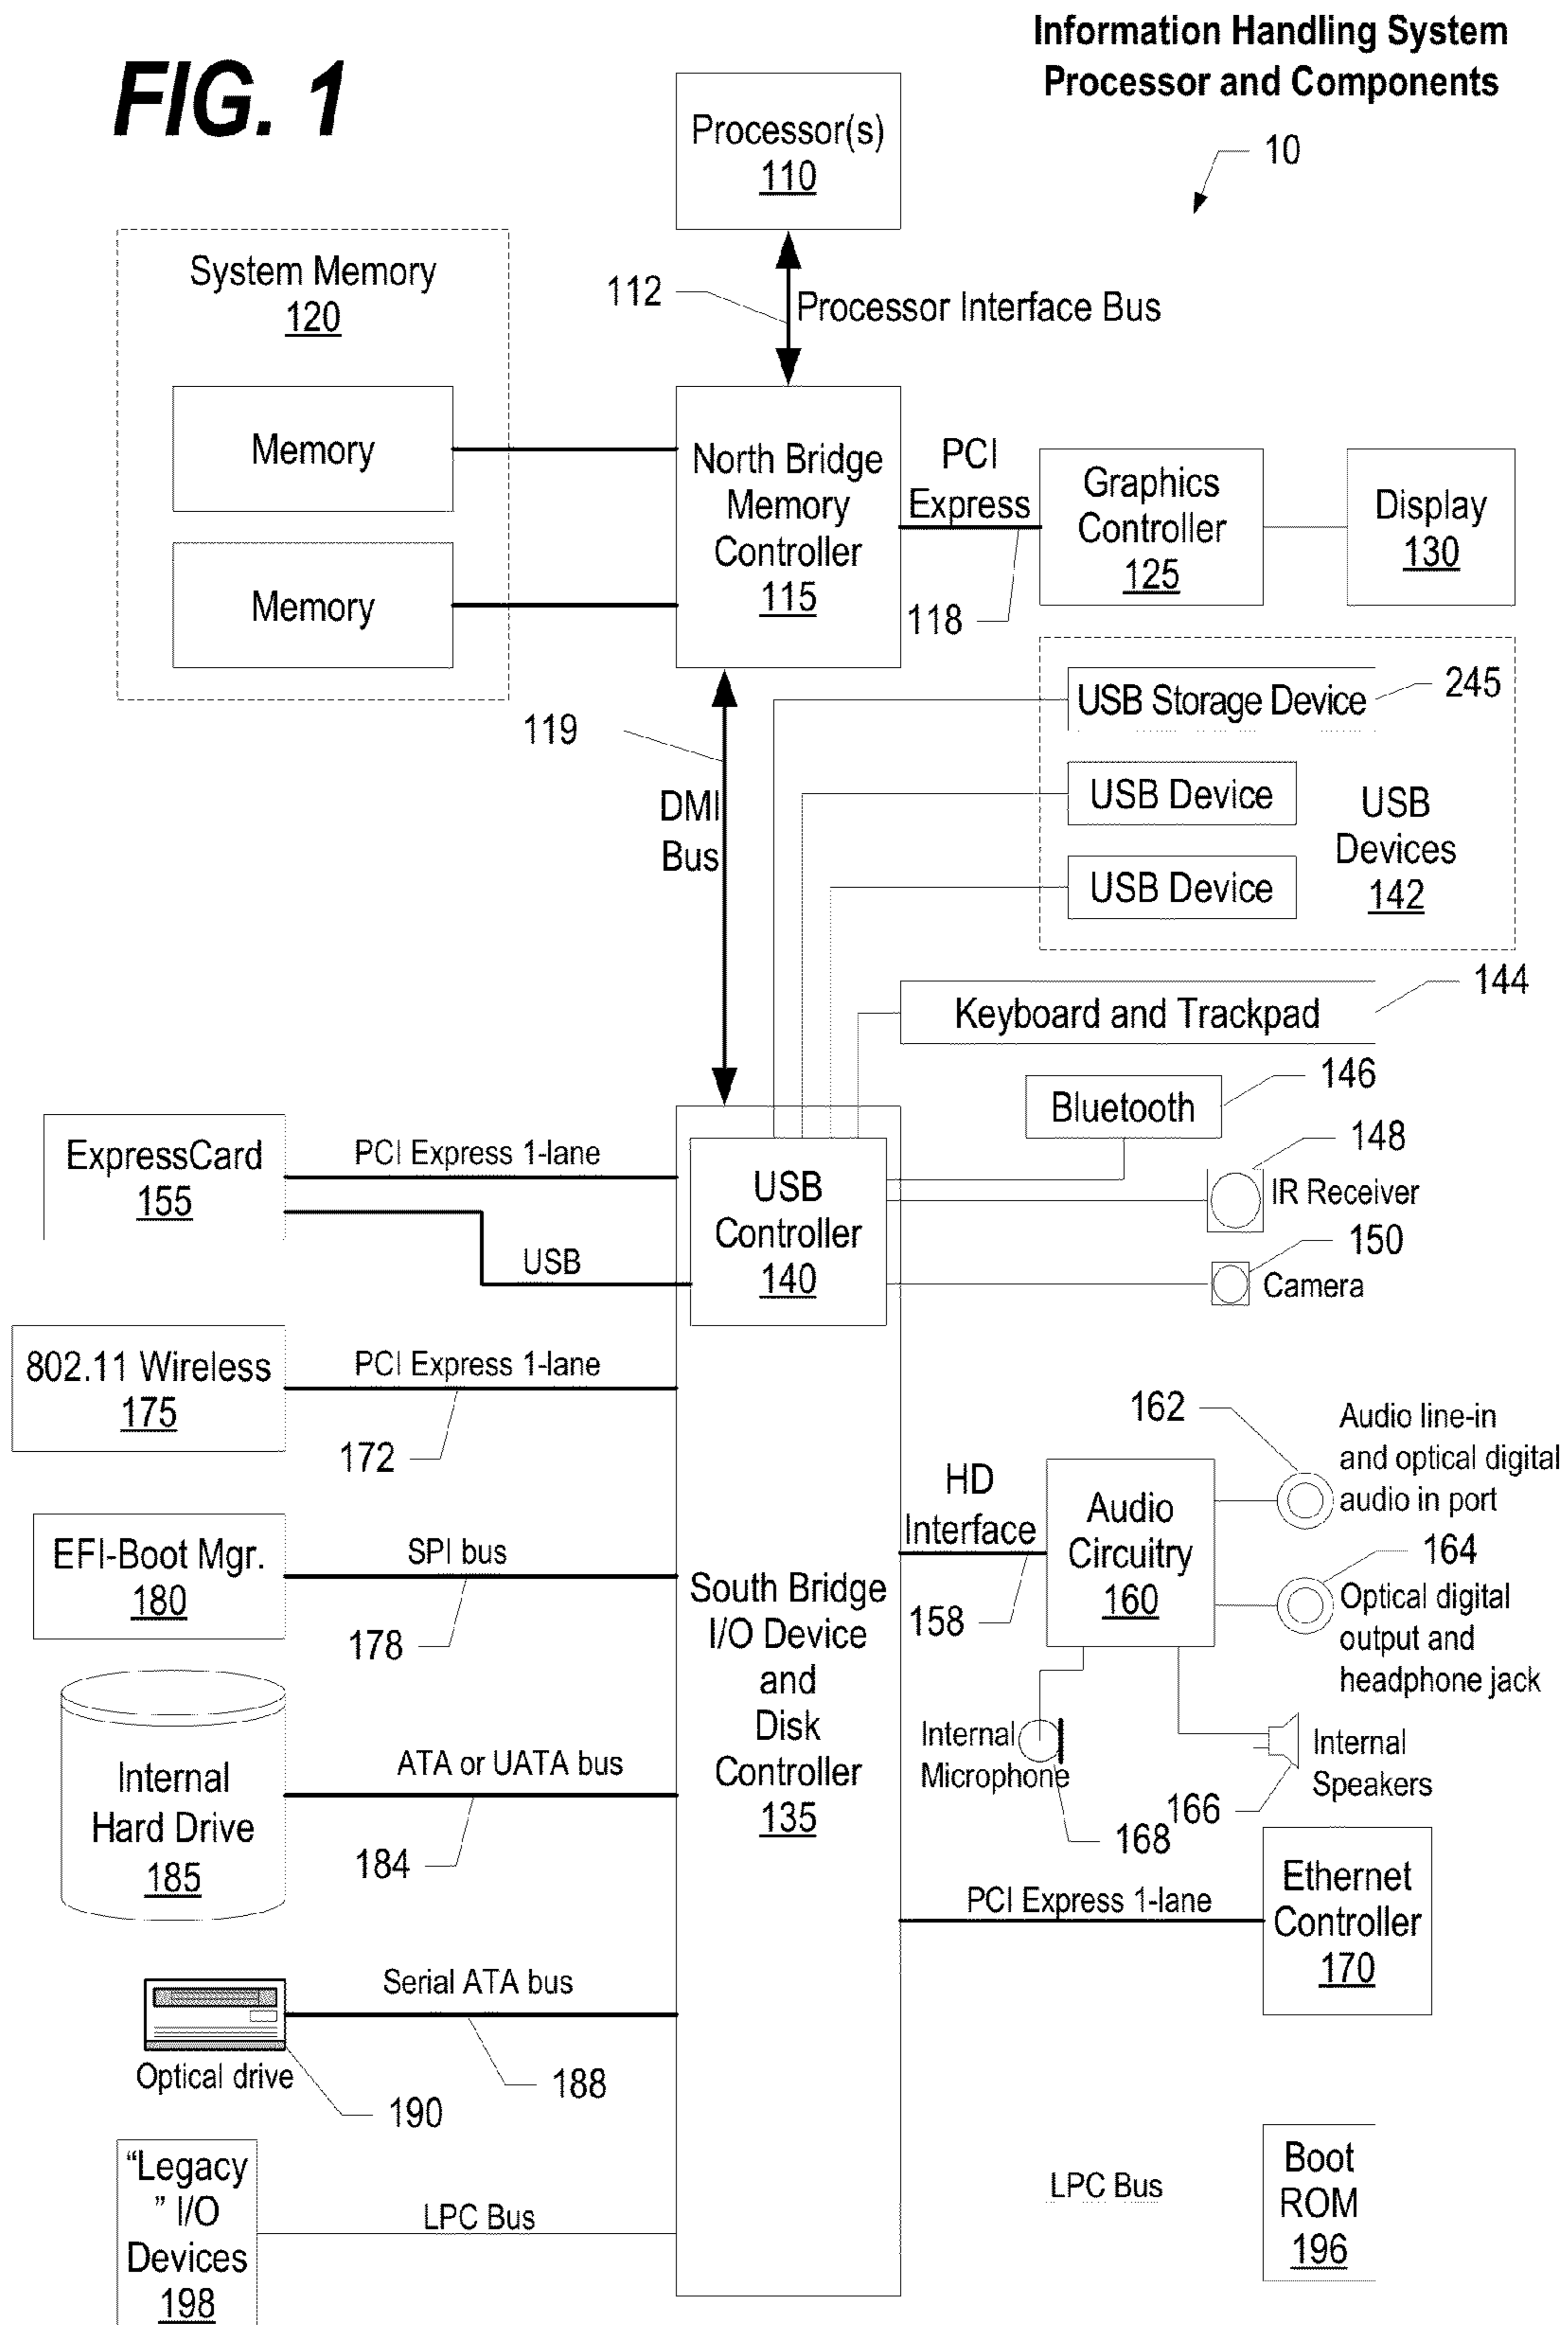 Information Handling System
Processor and Components
FIG. 1
10
Processor(s)
110
112
Processor Interface Bus
System Memory
120
Memory
Memory
North Bridge
Memory
Controller
115
PCI
Express
118
Graphics
Controller
125
Display
130
119
DMI
Bus
USB Storage Device
245
USB Device
USB Device
USB
Devices
142
Keyboard and Trackpad
144
Bluetooth
146
148
IR Receiver
150
Camera
ExpressCard
155
PCI Express 1-lane
USB
USB
Controller
140
802.11 Wireless
175
PCI Express 1-lane
172
EFI-Boot Mgr.
180
SPI bus
178
South Bridge
I/O Device
and
Disk
Controller
135
HD
Interface
158
Audio
Circuitry
160
162
Audio line-in
and optical digital
audio in port
164
Optical digital
output and
headphone jack
Internal
Microphone
168
166
Internal
Speakers
Internal
Hard Drive
185
ATA or UATA bus
184
PCI Express 1-lane
Ethernet
Controller
170
Serial ATA bus
188
Optical drive
190
“Legacy
” I/O
Devices
198
LPC Bus
LPC Bus
Boot
ROM
196